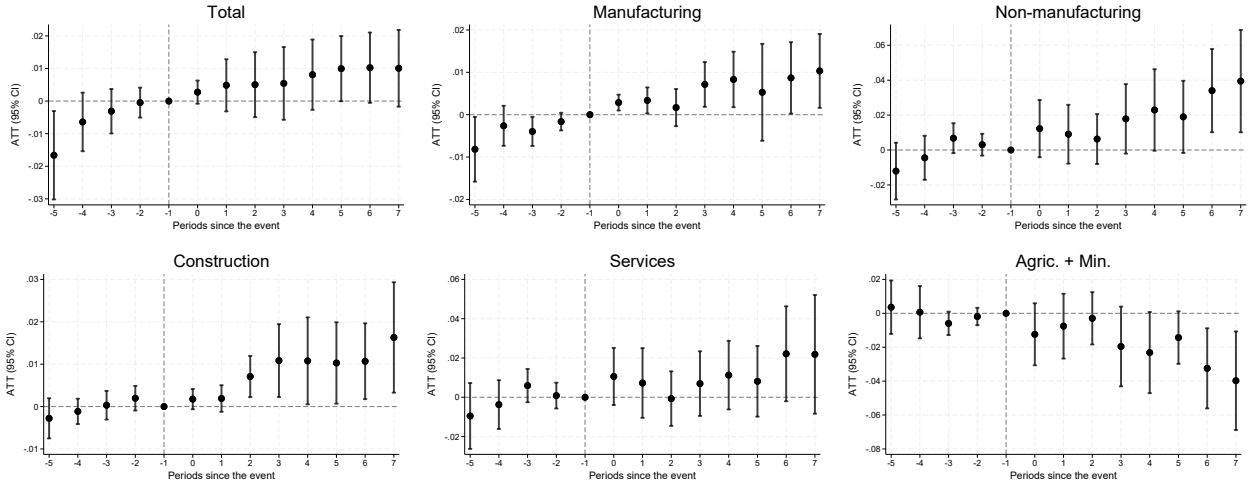 Total
ATT (95% CI)
.02
.01
0
-.01
-.02
-.03
-5 -4 -3 -2 -1 0 1 2 3 4 5 6 7
Periods since the event
Manufacturing
ATT (95% CI)
.02
.01
0
-.01
-.02
-5 -4 -3 -2 -1 0 1 2 3 4 5 6 7
Periods since the event
Non-manufacturing
ATT (95% CI)
.06
.04
.02
0
-.02
-5 -4 -3 -2 -1 0 1 2 3 4 5 6 7
Periods since the event
Construction
ATT (95% CI)
.03
.02
.01
0
-.01
-5 -4 -3 -2 -1 0 1 2 3 4 5 6 7
Periods since the event
Services
ATT (95% CI)
.06
.04
.02
0
-.02
-5 -4 -3 -2 -1 0 1 2 3 4 5 6 7
Periods since the event
Agric. + Min.
ATT (95% CI)
.02
0
-.02
-.04
-.06
-.08
-5 -4 -3 -2 -1 0 1 2 3 4 5 6 7
Periods since the event